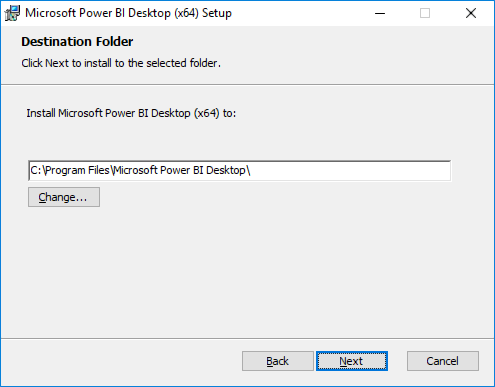 Microsoft Power BI Desktop (x64) Setup
Destination Folder
Click Next to install to the selected folder.
Install Microsoft Power BI Desktop (x64) to:
C:\Program Files\Microsoft Power BI Desktop\
Change...
Back Next Cancel